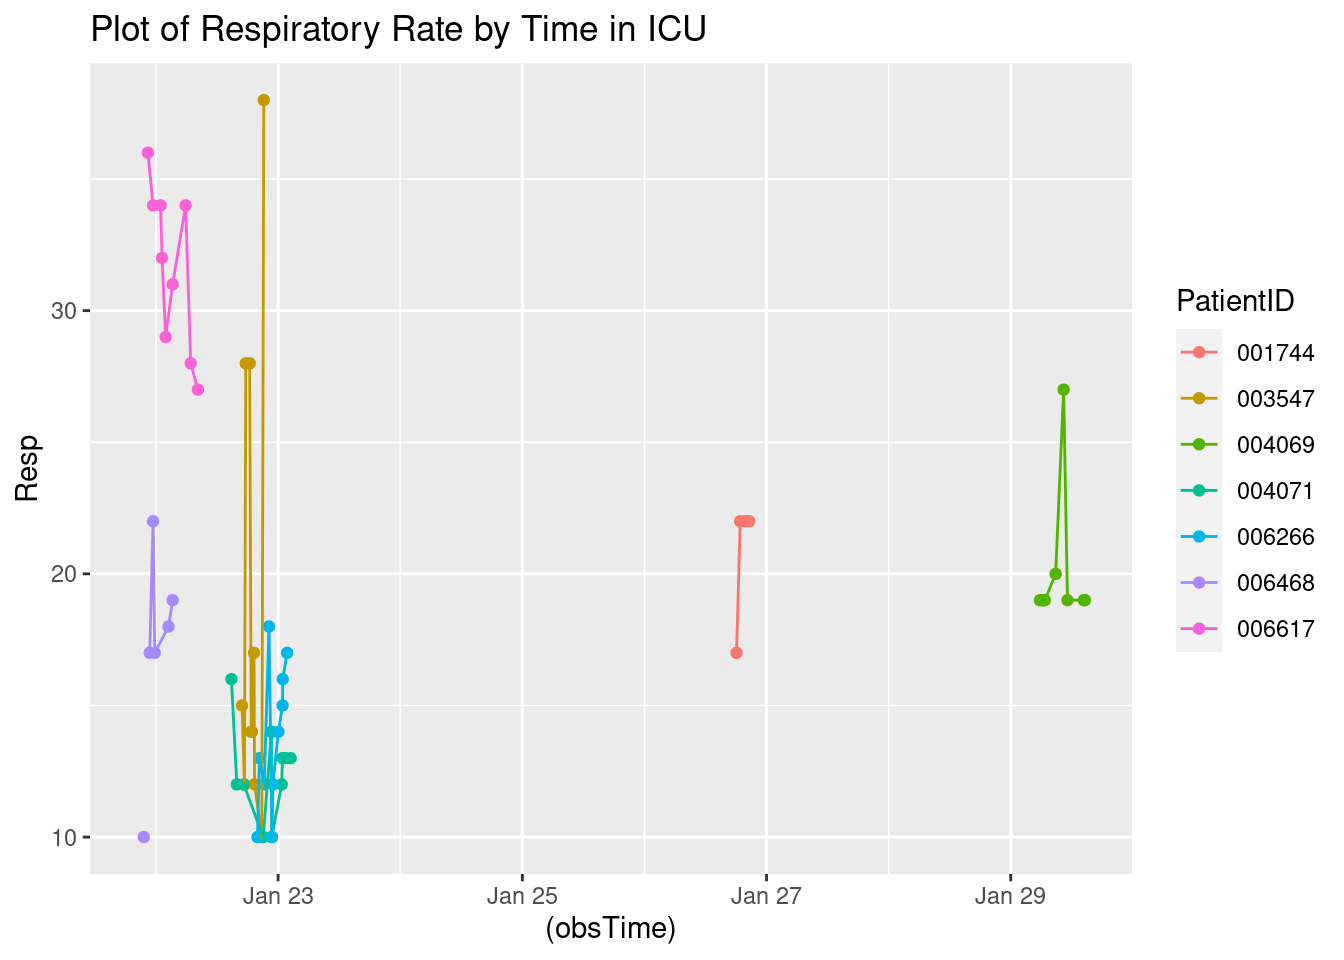 Plot of Respiratory Rate by Time in ICU
30
20
10
Resp
Jan 23
Jan 25
Jan 27
Jan 29
(obsTime)
PatientID
001744
003547
004069
004071
006266
006468
006617